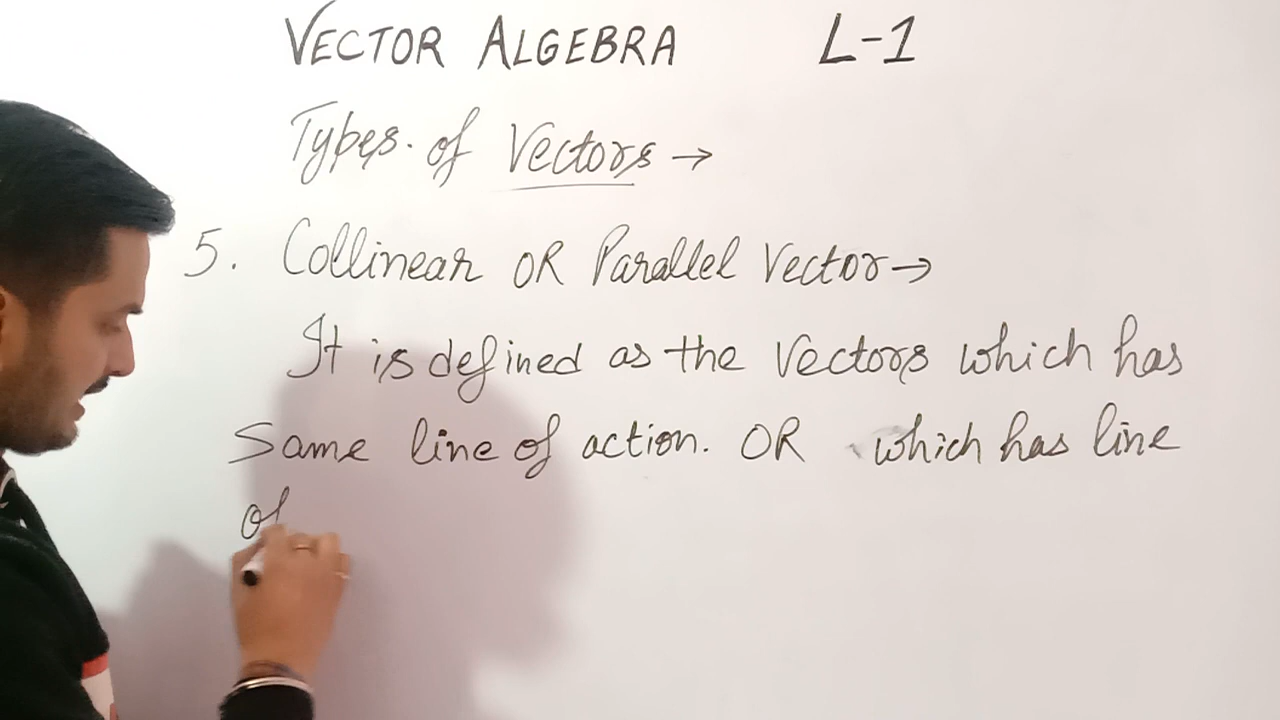 VECTOR ALGEBRA L-1
Types of Vectors →
5. Collinear OR Parallel Vector →
It is defined as the Vectors which has
Same line of action. OR which has line
of